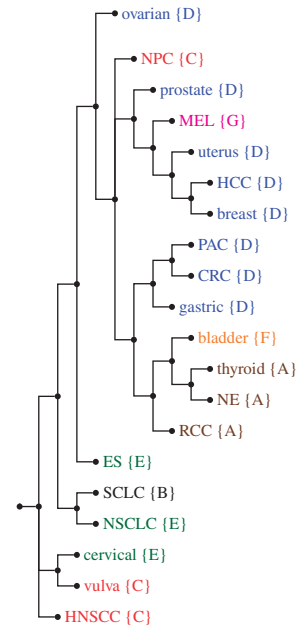 ovarian {D}
NPC {C}
prostate {D}
MEL {G}
uterus {D}
HCC {D}
breast {D}
PAC {D}
CRC {D}
gastric {D}
bladder {F}
thyroid {A}
NE {A}
RCC {A}
ES {E}
SCLC {B}
NSCLC {E}
cervical {E}
vulva {C}
HNSCC {C}